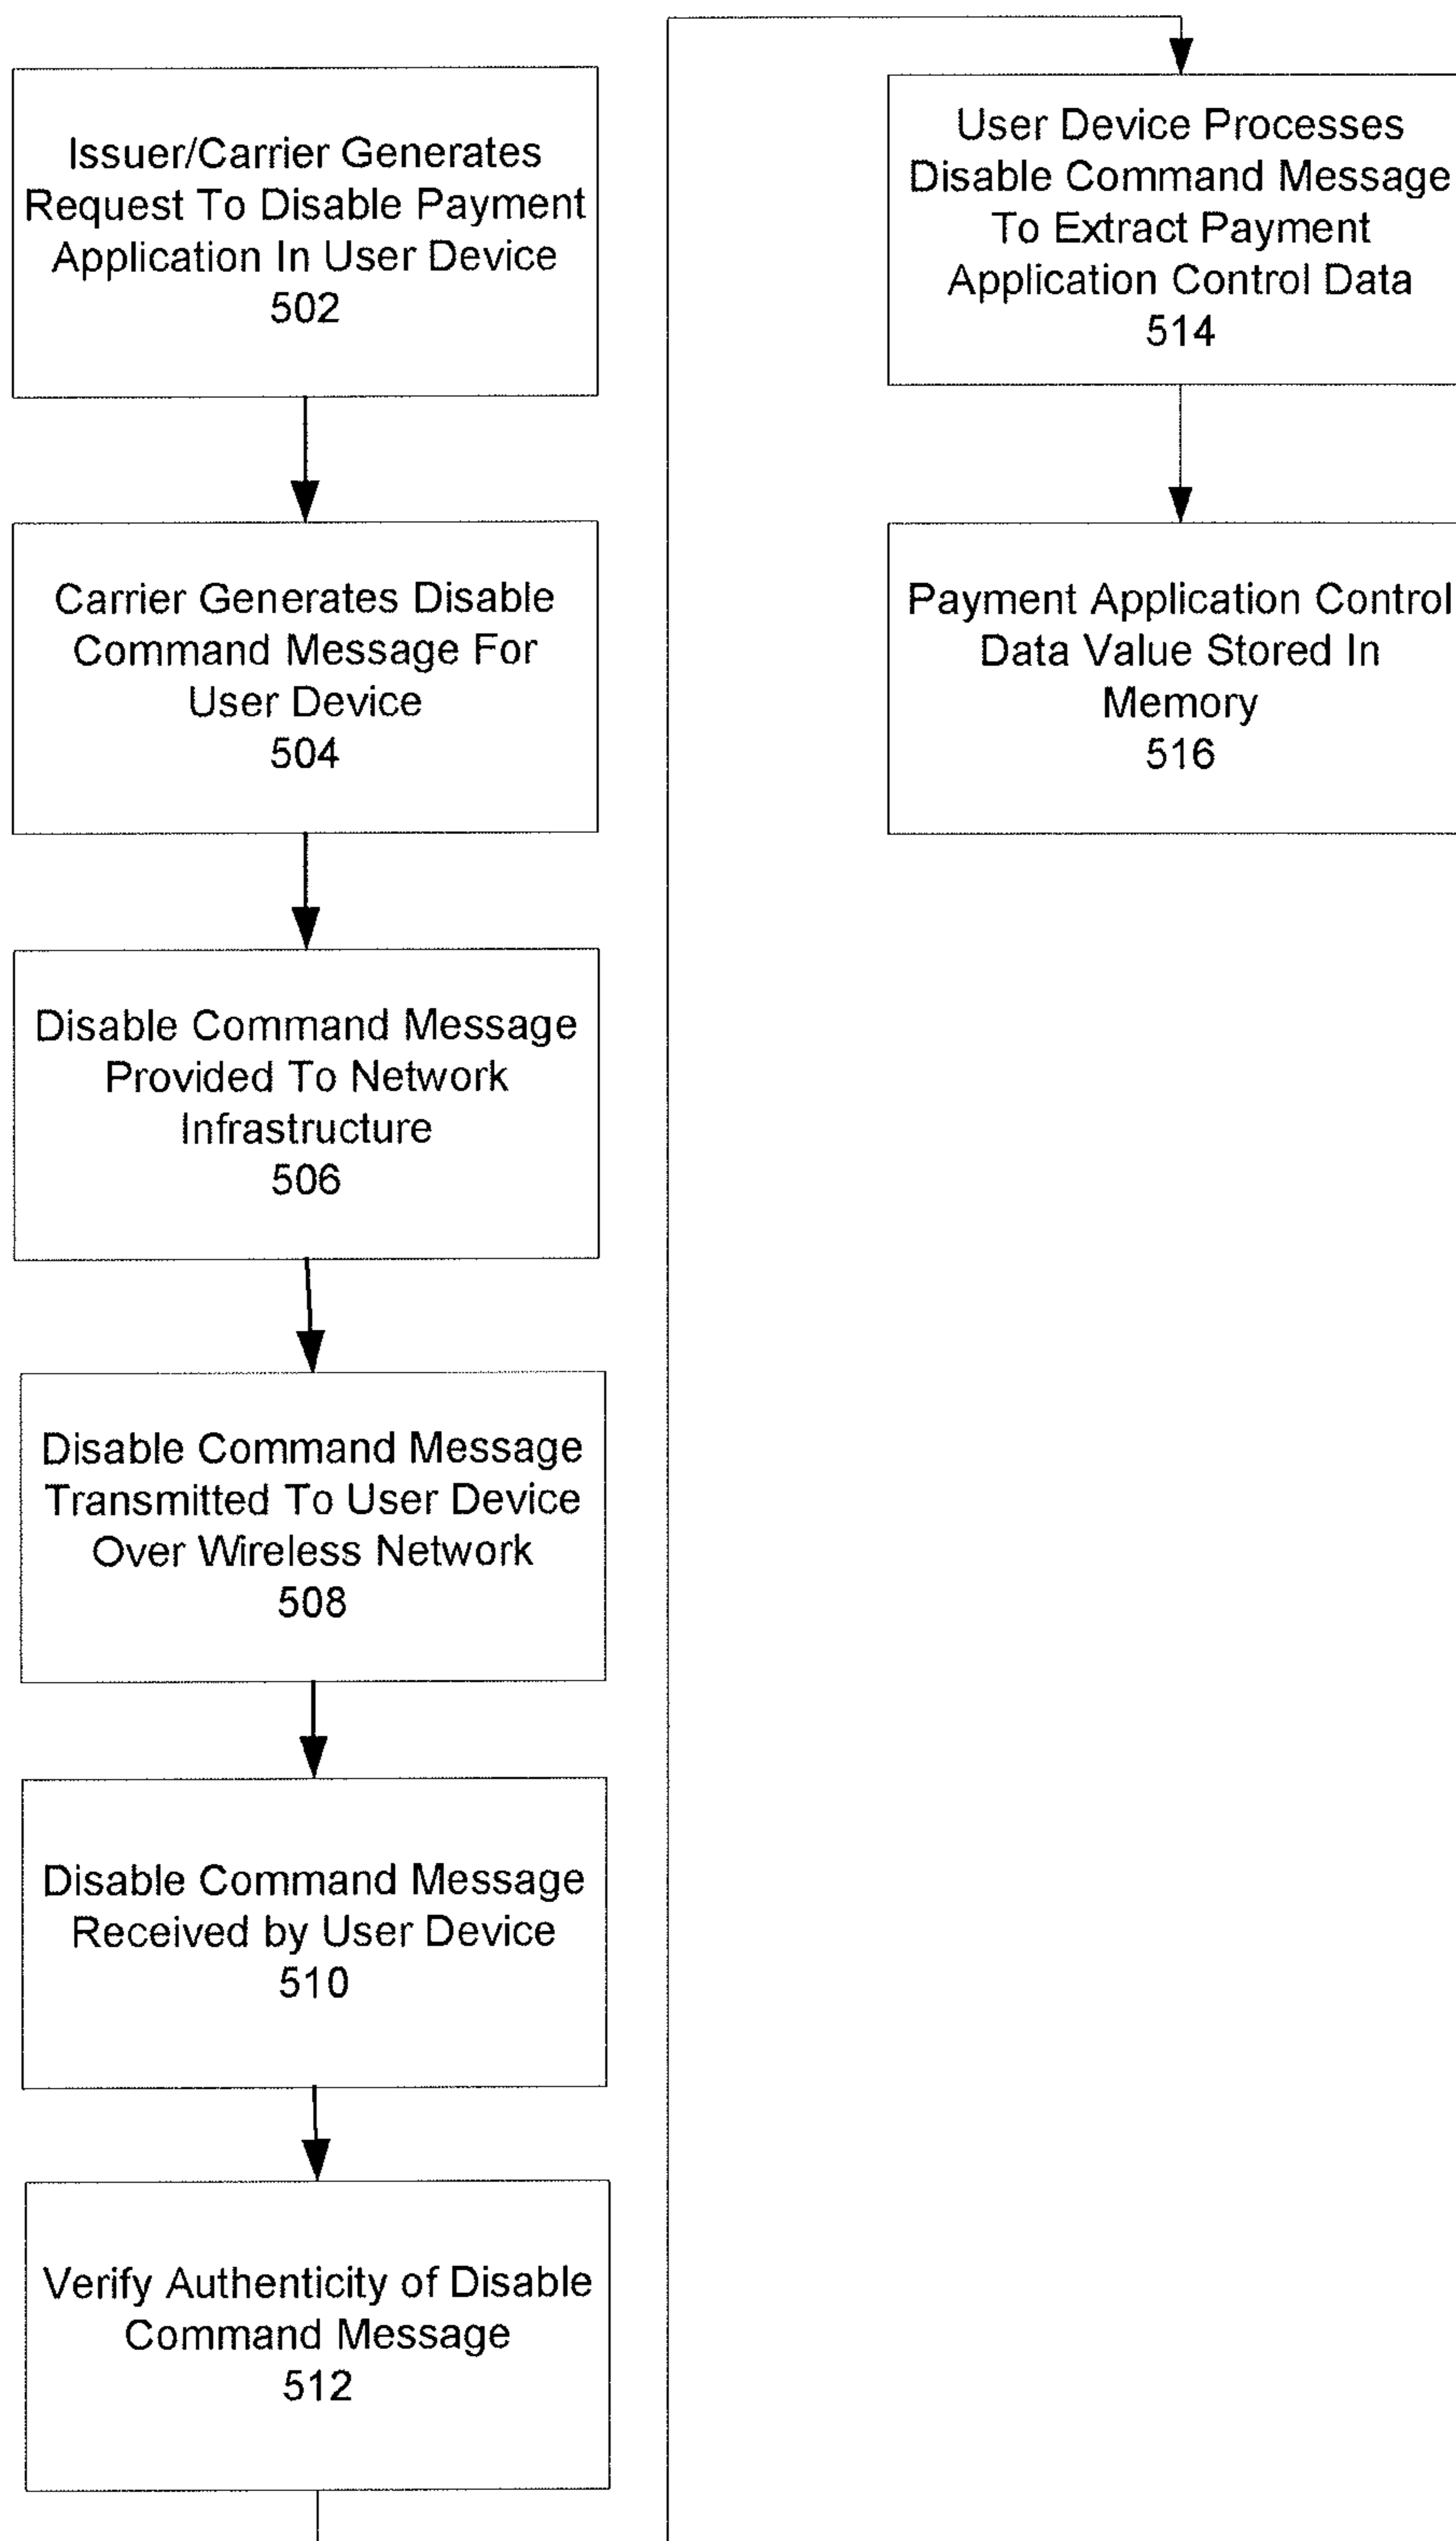 Issuer/Carrier Generates
Request To Disable Payment
Application In User Device
502
Carrier Generates Disable
Command Message For
User Device
504
Disable Command Message
Provided To Network
Infrastructure
506
Disable Command Message
Transmitted To User Device
Over Wireless Network
508
Disable Command Message
Received by User Device
510
Verify Authenticity of Disable
Command Message
512
User Device Processes
Disable Command Message
To Extract Payment
Application Control Data
514
Payment Application Control
Data Value Stored In
Memory
516